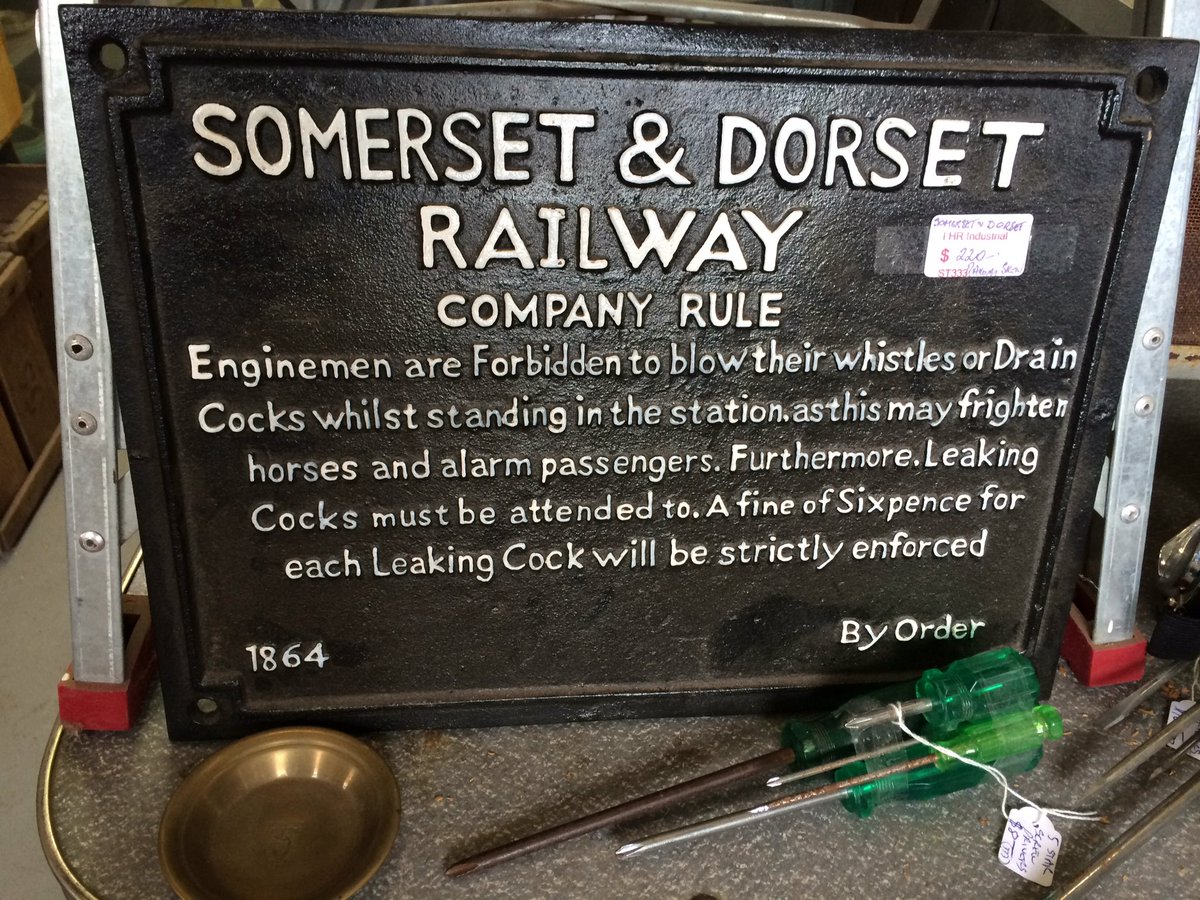 SOMERSET & DORSET
RAILWAY
COMPANY RULE
Enginemen are Forbidden to blow their whistles or Drain
Cocks whilst standing in the station.as this may frighten
horses and alarm passengers. Furthermore.Leaking
Cocks must be attended to. A fine of Sixpence for
each Leaking Cock will be strictly enforced
By Order
1864
SOMERSET & DORSET
HR Industrial
$ 220
ST333